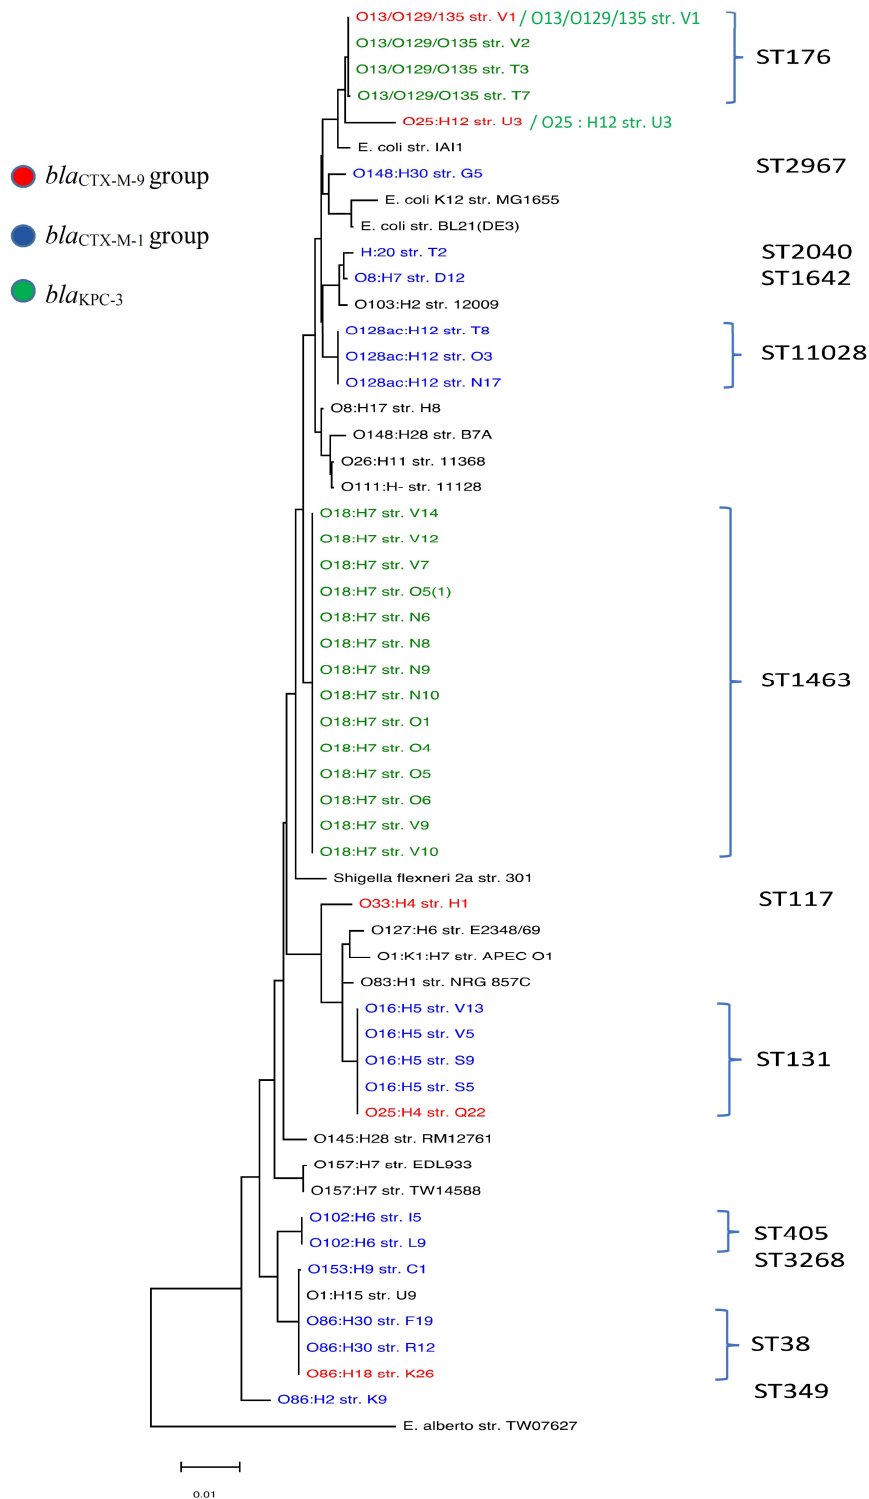 O13/O129/135 str. V1 / O13/O129/135 str. V1
O13/O129/O135 str. V2
O13/O129/O135 str. T3
O13/O129/O135 str. T7
ST176
O25:H12 str. U3 / O25 : H12 str. U3
E. coli str. IAI1
O148:H30 str. G5
ST2967
E. coli K12 str. MG1655
E. coli str. BL21(DE3)
blaCTX-M-9 group
blaCTX-M-1 group
blaKPC-3
H:20 str. T2
ST2040
O8:H7 str. D12
ST1642
O103:H2 str. 12009
O128ac:H12 str. T8
O128ac:H12 str. O3
O128ac:H12 str. N17
ST11028
O8:H17 str. H8
O148:H28 str. B7A
O26:H11 str. 11368
O111:H- str. 11128
O18:H7 str. V14
O18:H7 str. V12
O18:H7 str. V7
O18:H7 str. O5(1)
O18:H7 str. N6
O18:H7 str. N8
O18:H7 str. N9
O18:H7 str. N10
O18:H7 str. O1
O18:H7 str. O4
O18:H7 str. O5
O18:H7 str. O6
O18:H7 str. V9
O18:H7 str. V10
ST1463
Shigella flexneri 2a str. 301
O33:H4 str. H1
ST117
O127:H6 str. E2348/69
O1:K1:H7 str. APEC O1
O83:H1 str. NRG 857C
O16:H5 str. V13
O16:H5 str. V5
O16:H5 str. S9
O16:H5 str. S5
O25:H4 str. Q22
ST131
O145:H28 str. RM12761
O157:H7 str. EDL933
O157:H7 str. TW14588
O102:H6 str. I5
O102:H6 str. L9
ST405
O153:H9 str. C1
ST3268
O1:H15 str. U9
O86:H30 str. F19
O86:H30 str. R12
O86:H18 str. K26
ST38
O86:H2 str. K9
ST349
E. alberto str. TW07627
0.01